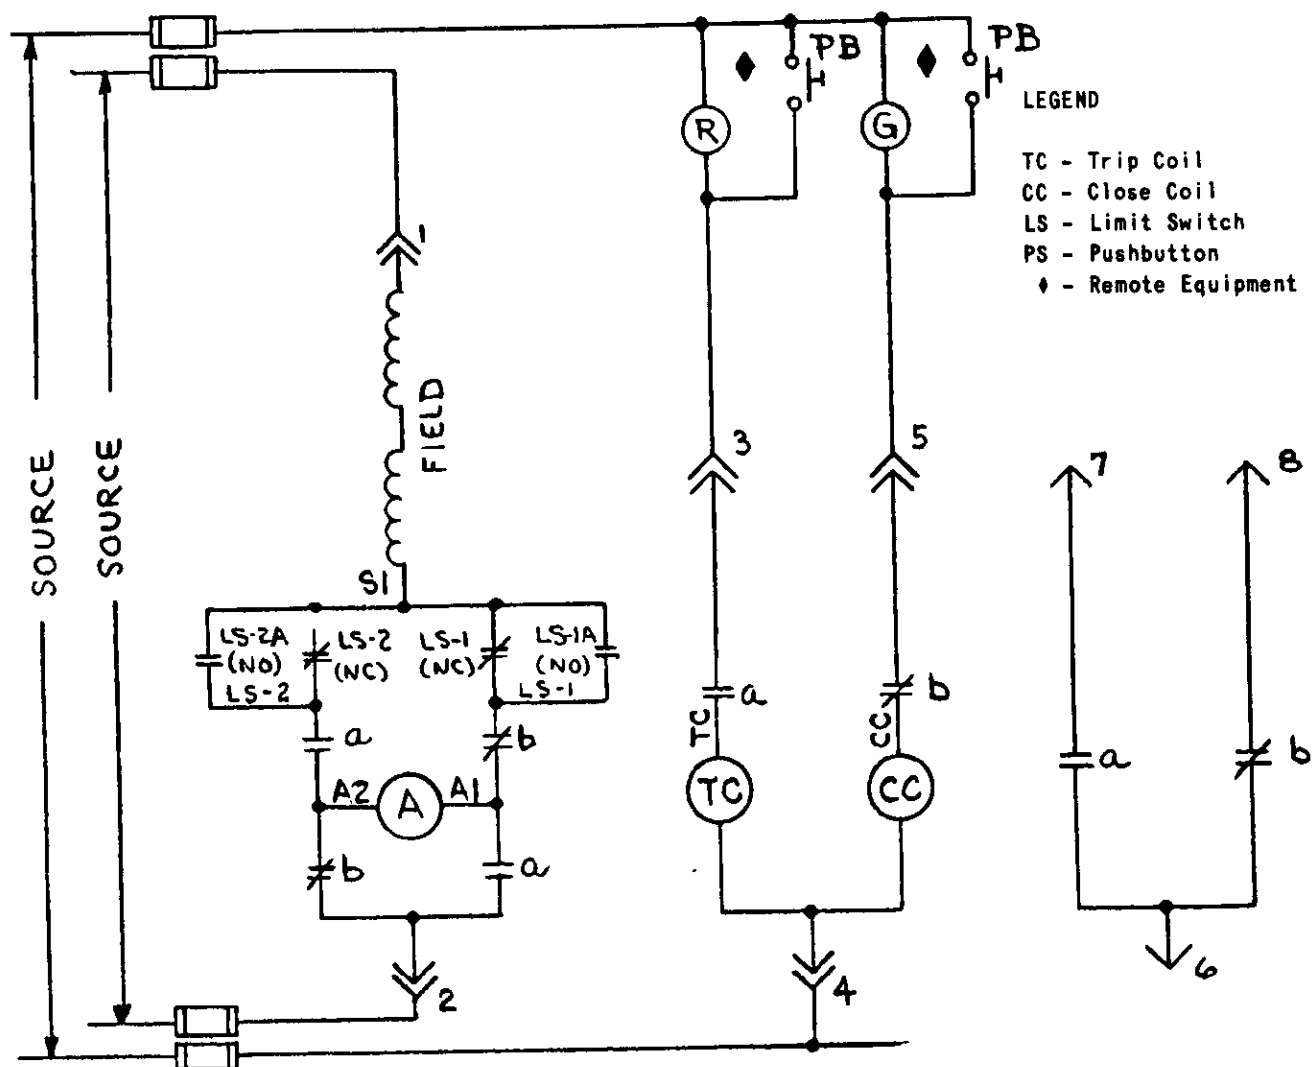 PB
PB
R
G
LEGEND
TC - Trip Coil
CC - Close Coil
LS - Limit Switch
PS - Pushbutton
♦ - Remote Equipment
1
FIELD
SOURCE
SOURCE
3
5
7
8
S1
LS-2A
(NO)
LS-2
LS-2
(NC)
LS-1
(NC)
LS-1A
(NO)
LS-1
a
b
A2
A
A1
b
a
a
TC
TC
b
CC
CC
a
b
2
4
6